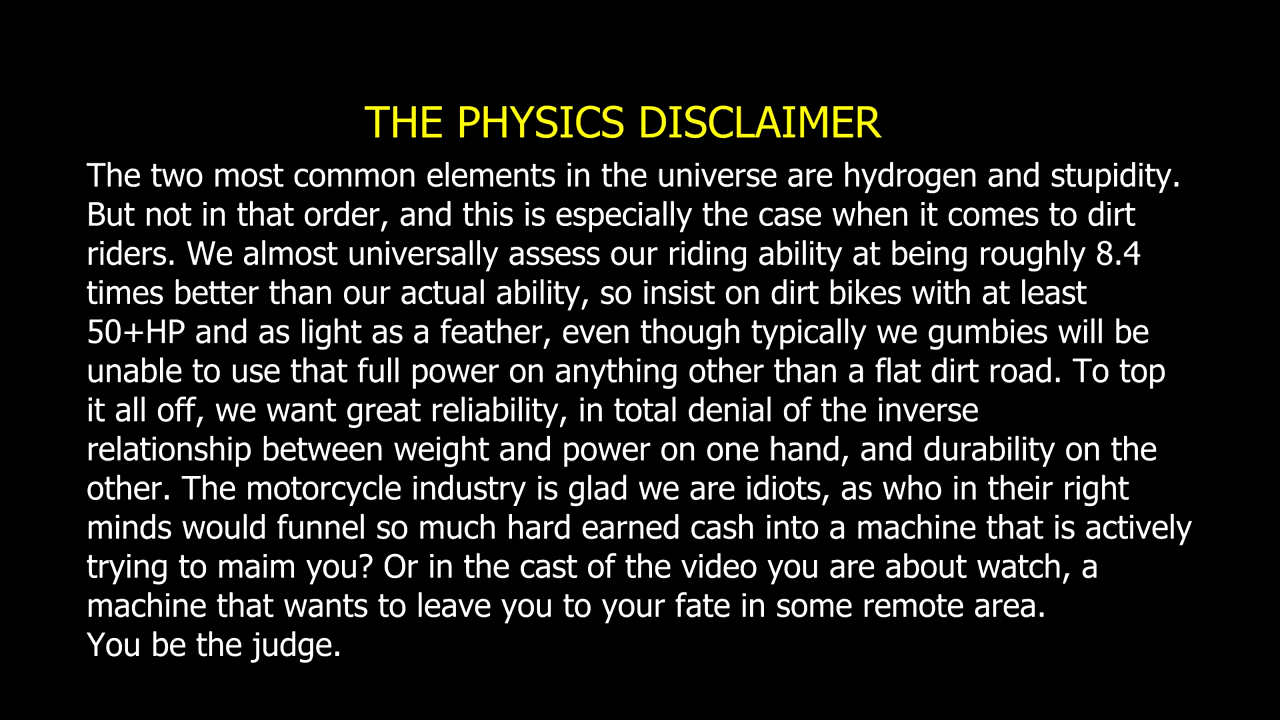 THE PHYSICS DISCLAIMER
The two most common elements in the universe are hydrogen and stupidity.
But not in that order, and this is especially the case when it comes to dirt
riders. We almost universally assess our riding ability at being roughly 8.4
times better than our actual ability, so insist on dirt bikes with at least
50+HP and as light as a feather, even though typically we gumbies will be
unable to use that full power on anything other than a flat dirt road. To top
it all off, we want great reliability, in total denial of the inverse
relationship between weight and power on one hand, and durability on the
other. The motorcycle industry is glad we are idiots, as who in their right
minds would funnel so much hard earned cash into a machine that is actively
trying to maim you? Or in the cast of the video you are about watch, a
machine that wants to leave you to your fate in some remote area.
You be the judge.